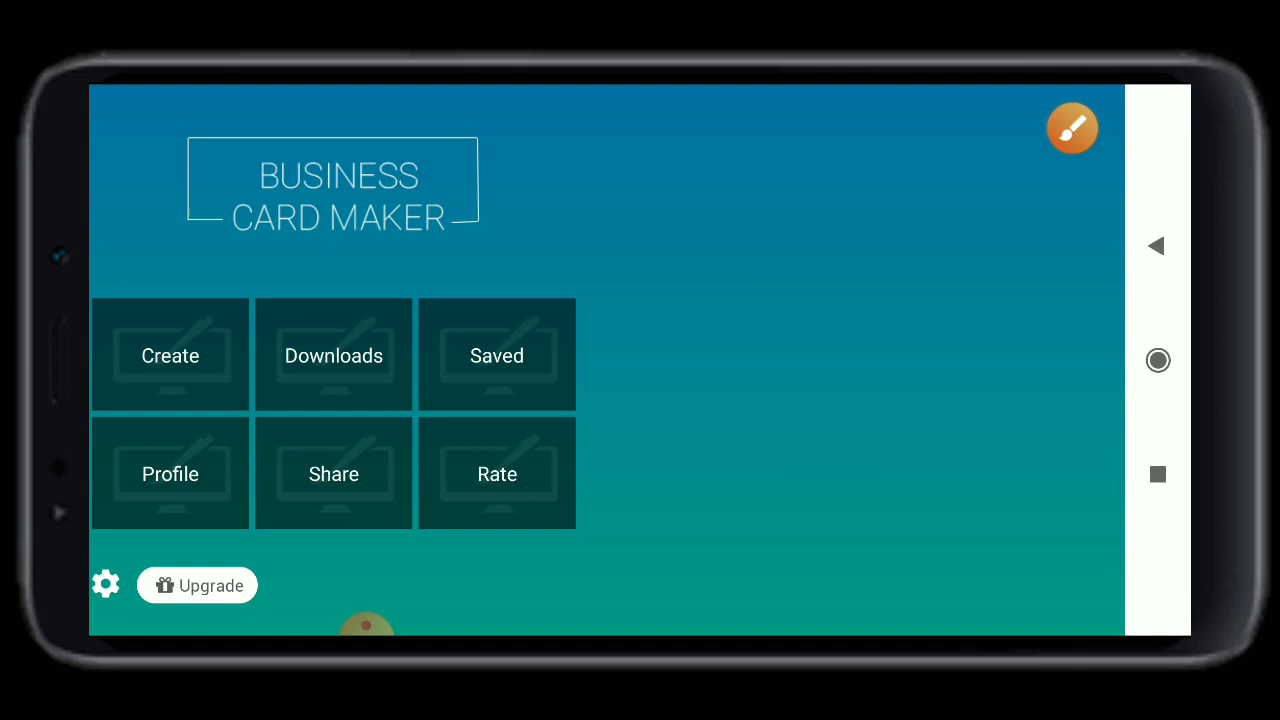 BUSINESS
CARD MAKER
Create
Downloads
Saved
Profile
Share
Rate
Upgrade